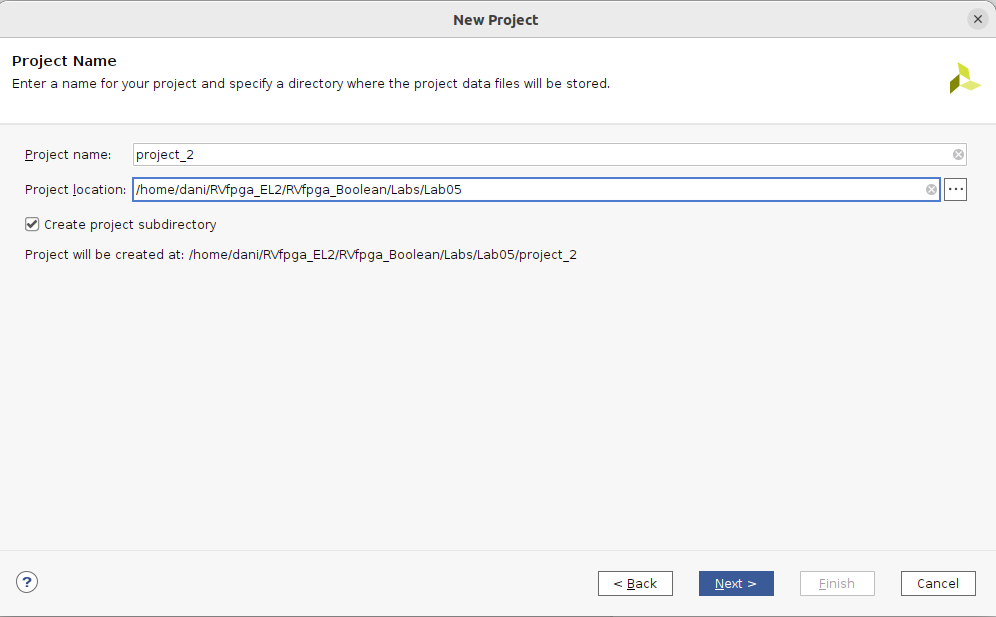 New Project
Project Name
Enter a name for your project and specify a directory where the project data files will be stored.
Project name: project_2
Project location: /home/dani/RVfpga_EL2/RVfpga_Boolean/Labs/Lab05 ...
Create project subdirectory
Project will be created at: /home/dani/RVfpga_EL2/RVfpga_Boolean/Labs/Lab05/project_2
? < Back Next > Finish Cancel